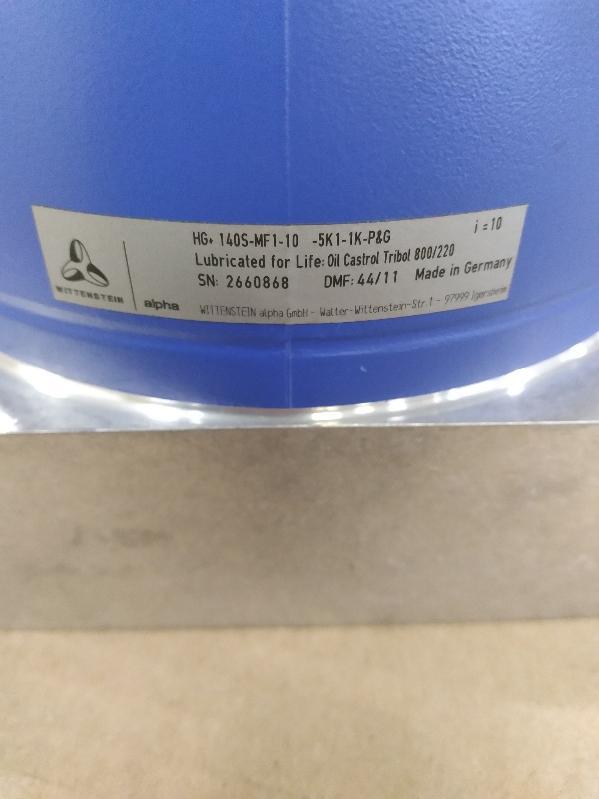 HG+ 140S-MF1-10 -5K1-1K-P&G i = 10
Lubricated for Life: Oil Castrol Tribol 800/220
SN: 2660868 DMF: 44/11 Made in Germany
WITTENSTEIN alpha WITTENSTEIN alpha GmbH - Walter-Wittenstein-Str. 1 - 97999 Igersheim